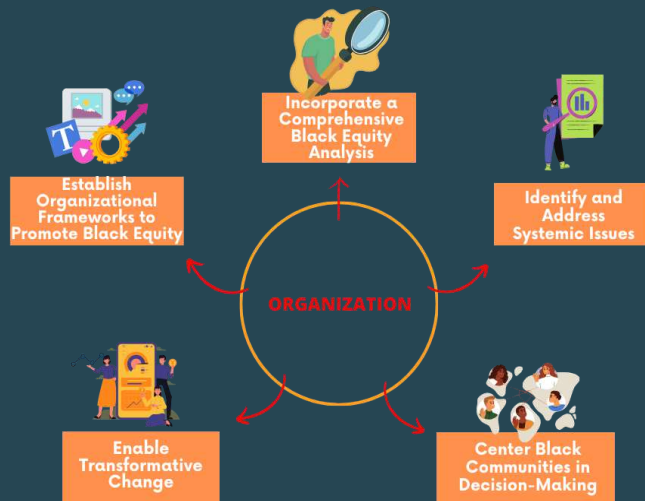 Incorporate a
Comprehensive
Black Equity
Analysis
Establish
Organizational
Frameworks to
Promote Black Equity
T
Identify and
Address
Systemic Issues
ORGANIZATION
Enable
Transformative
Change
Center Black
Communities in
Decision-Making